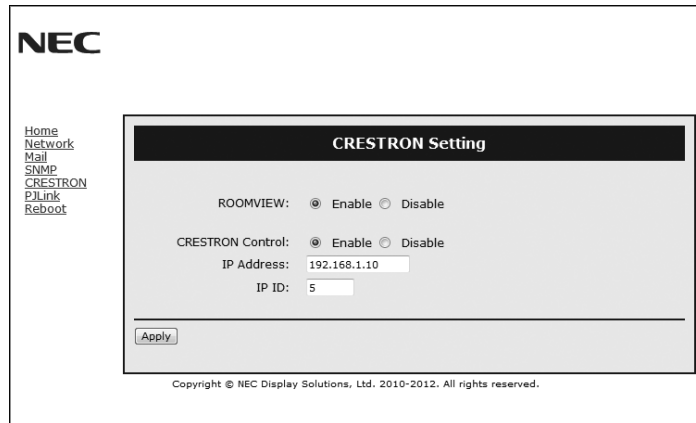 NEC
Home
Network
Mail
SNMP
CRESTRON
PJLink
Reboot
CRESTRON Setting
ROOMVIEW: Enable Disable
CRESTRON Control: Enable Disable
IP Address: 192.168.1.10
IP ID: 5
Apply
Copyright © NEC Display Solutions, Ltd. 2010-2012. All rights reserved.